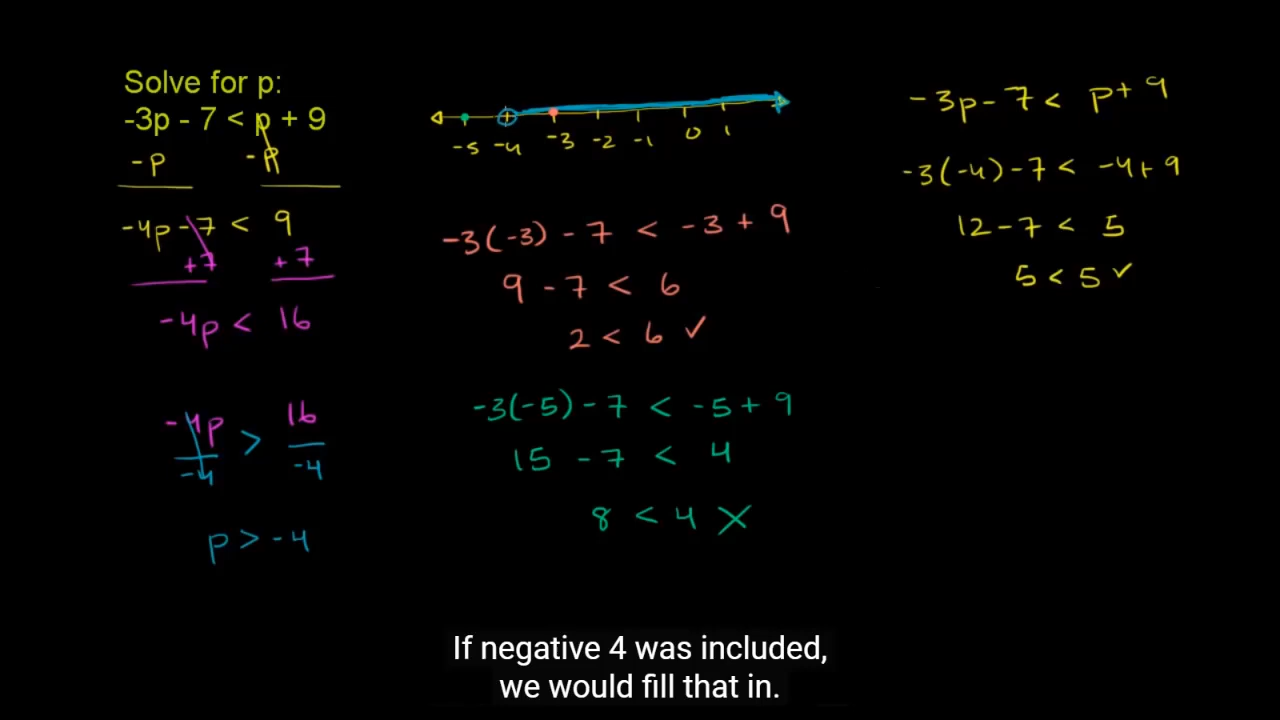 Solve for p:
-3p - 7 < p + 9
-p -p
-4p - 7 < 9
+7 +7
-4p < 16
-4p > 16
-4 -4
p > -4
-5 -4 -3 -2 -1 0 1
-3(-3) - 7 < -3 + 9
9 - 7 < 6
2 < 6 ✓
-3(-5) - 7 < -5 + 9
15 - 7 < 4
8 < 4 X
-3p - 7 < p + 9
-3(-4) - 7 < -4 + 9
12 - 7 < 5
5 < 5 ✓
If negative 4 was included,
we would fill that in.